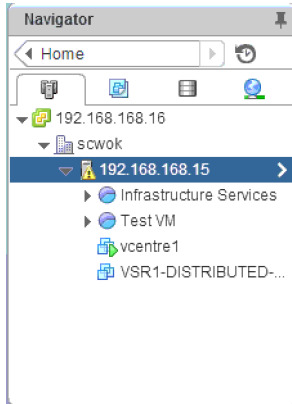 Navigator
Home
192.168.168.16
scwok
192.168.168.15
Infrastructure Services
Test VM
vcentre1
VSR1-DISTRIBUTED-...